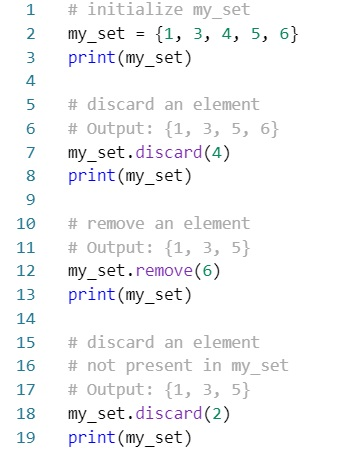 1 # initialize my_set
2 my_set = {1, 3, 4, 5, 6}
3 print(my_set)
4
5 # discard an element
6 # Output: {1, 3, 5, 6}
7 my_set.discard(4)
8 print(my_set)
9
10 # remove an element
11 # Output: {1, 3, 5}
12 my_set.remove(6)
13 print(my_set)
14
15 # discard an element
16 # not present in my_set
17 # Output: {1, 3, 5}
18 my_set.discard(2)
19 print(my_set)